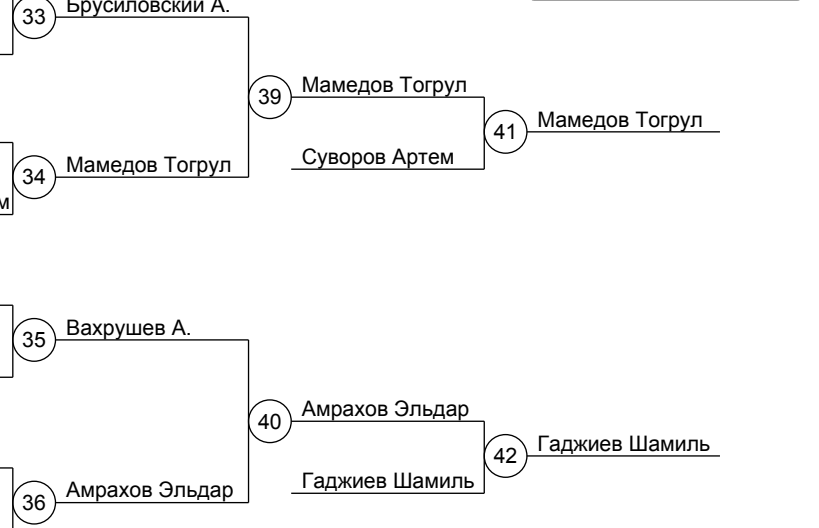 33 Брусиловский А.
39 Мамедов Тогрул
41 Мамедов Тогрул
Суворов Артем
34 Мамедов Тогрул
35 Вахрушев А.
40 Амрахов Эльдар
42 Гаджиев Шамиль
Гаджиев Шамиль
36 Амрахов Эльдар